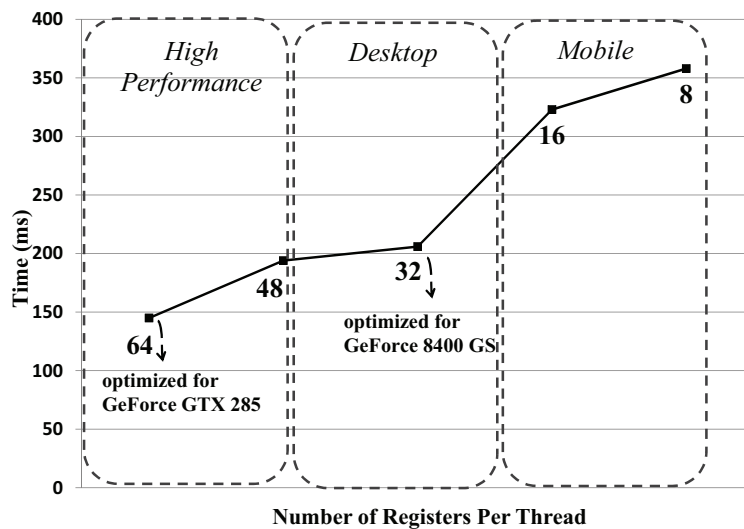 400
350
300
250
200
150
100
50
0
Time (ms)
High
Performance
Desktop
Mobile
64
48
32
16
8
optimized for
GeForce GTX 285
optimized for
GeForce 8400 GS
Number of Registers Per Thread